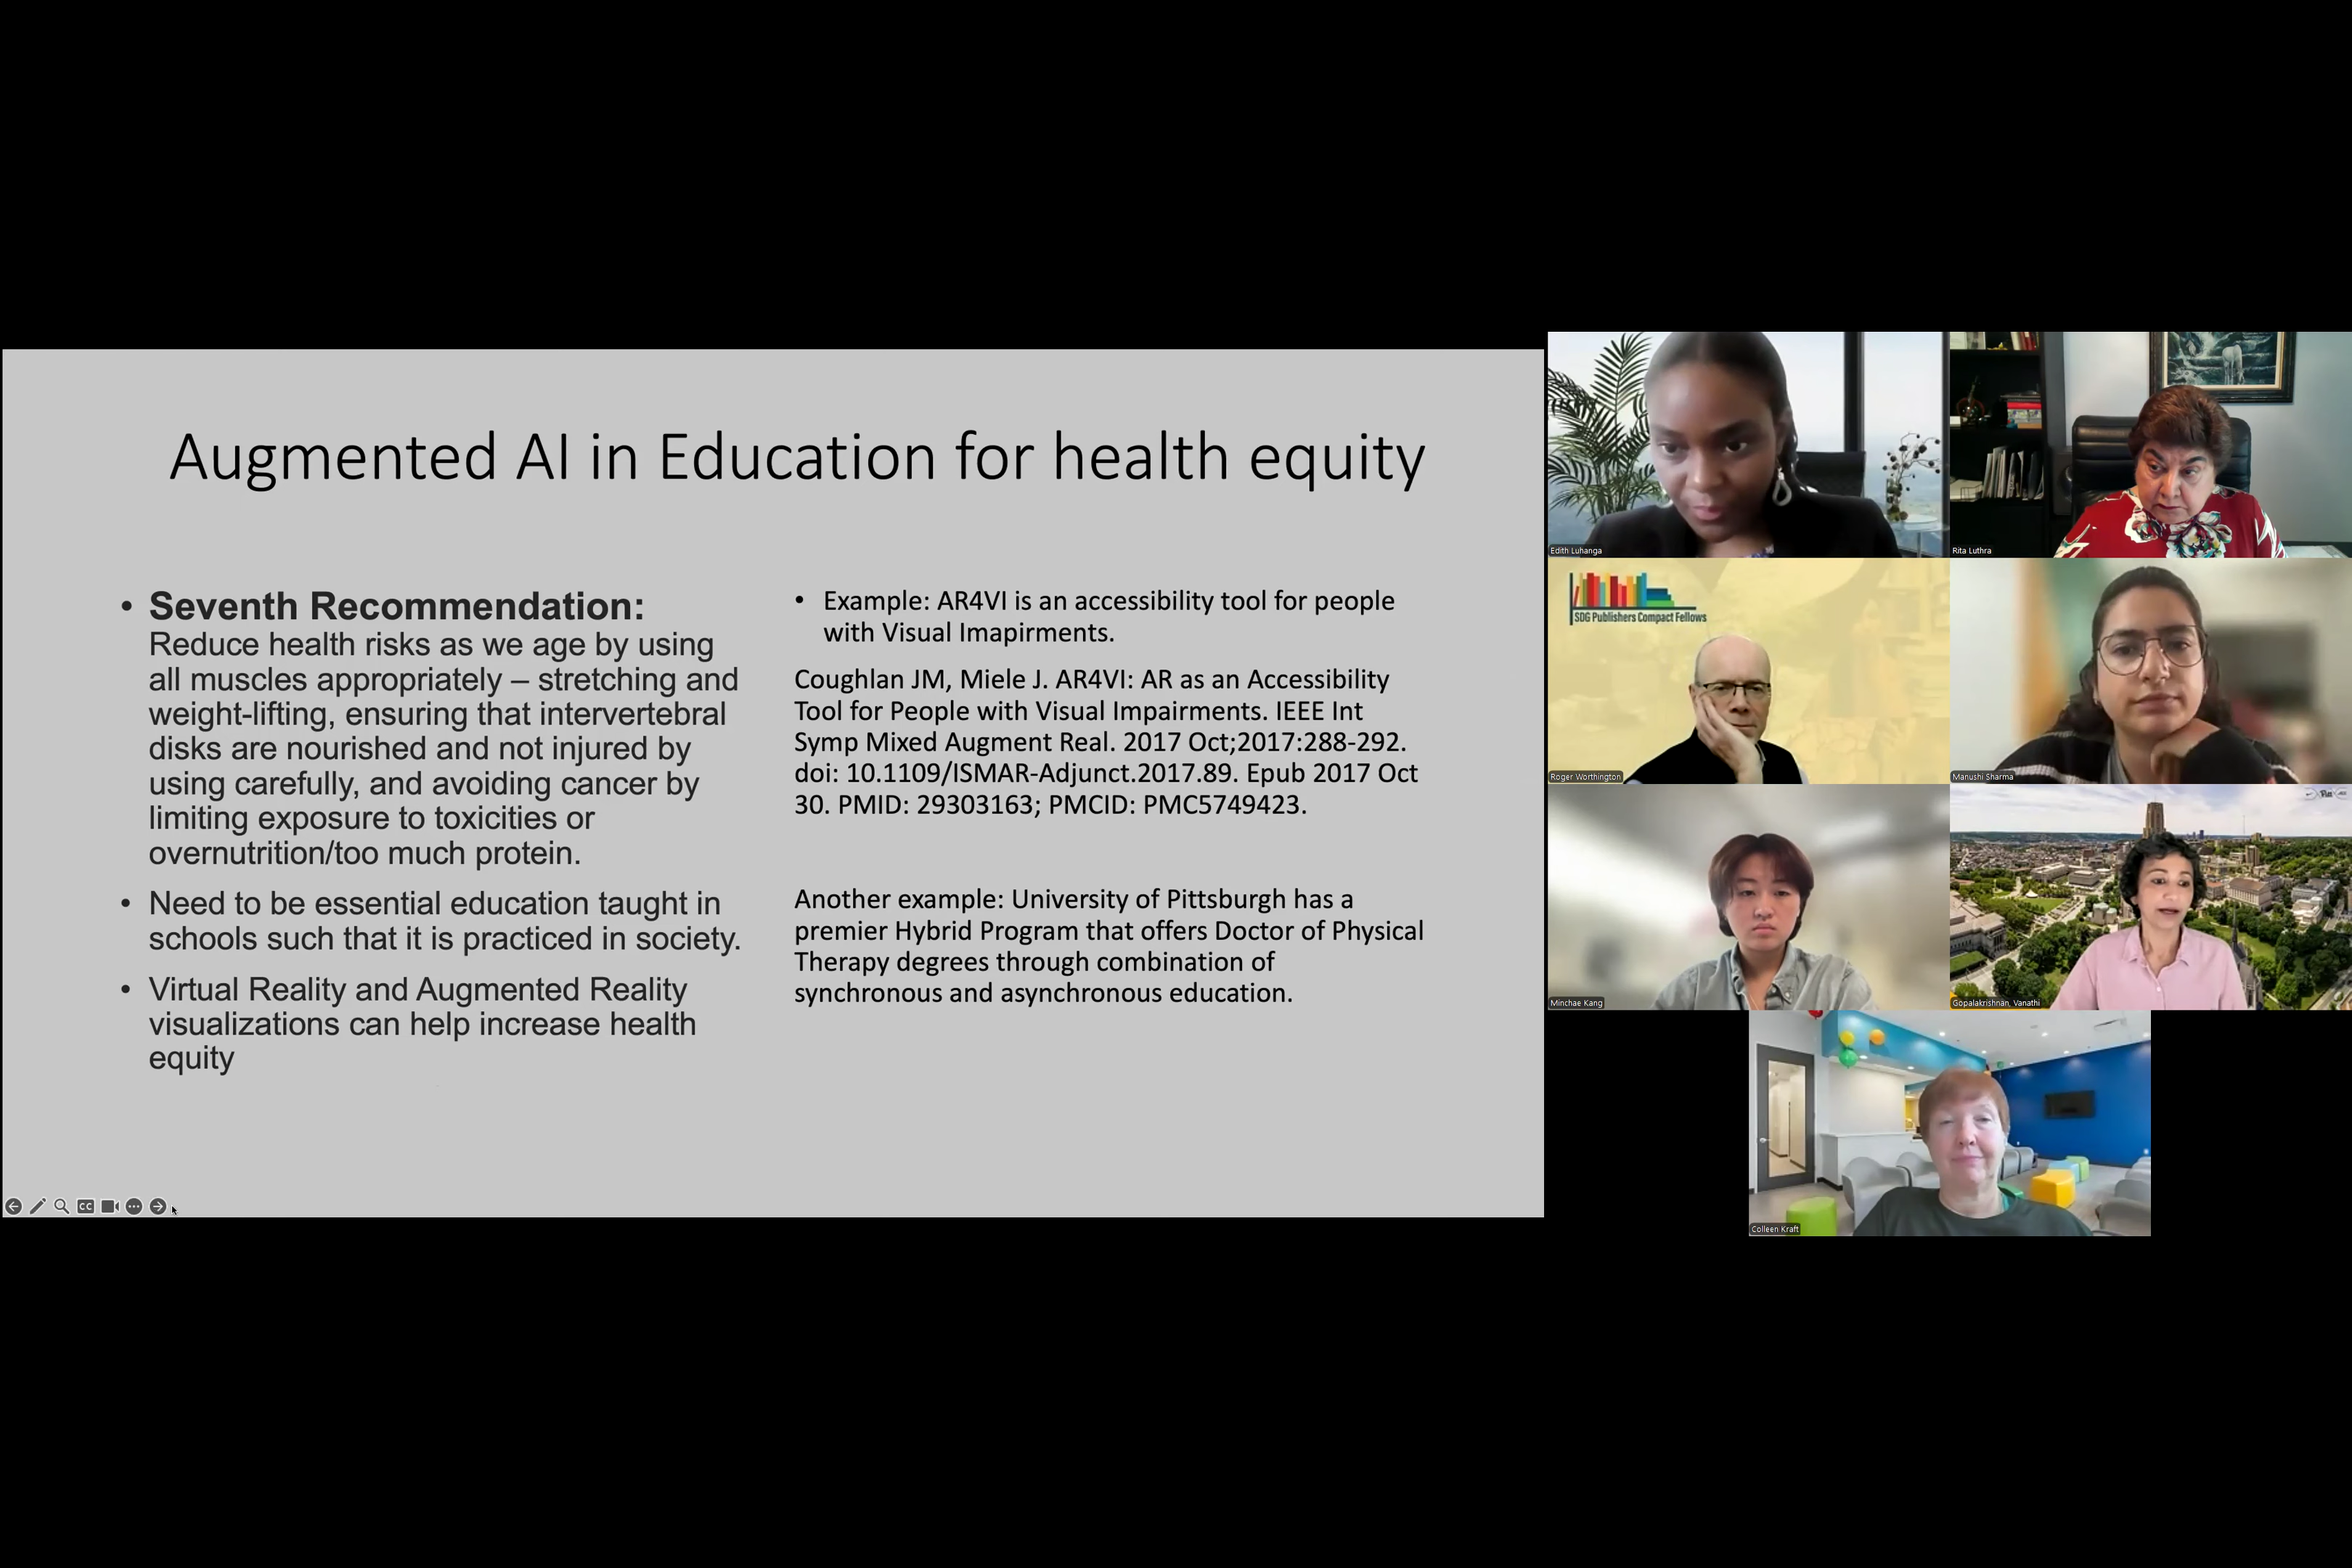 Augmented AI in Education for health equity
• Seventh Recommendation:
Reduce health risks as we age by using
all muscles appropriately – stretching and
weight-lifting, ensuring that intervertebral
disks are nourished and not injured by
using carefully, and avoiding cancer by
limiting exposure to toxicities or
overnutrition/too much protein.
• Need to be essential education taught in
schools such that it is practiced in society.
• Virtual Reality and Augmented Reality
visualizations can help increase health
equity
• Example: AR4VI is an accessibility tool for people
with Visual Imapirments.
Coughlan JM, Miele J. AR4VI: AR as an Accessibility
Tool for People with Visual Impairments. IEEE Int
Symp Mixed Augment Real. 2017 Oct;2017:288-292.
doi: 10.1109/ISMAR-Adjunct.2017.89. Epub 2017 Oct
30. PMID: 29303163; PMCID: PMC5749423.
Another example: University of Pittsburgh has a
premier Hybrid Program that offers Doctor of Physical
Therapy degrees through combination of
synchronous and asynchronous education.
CC
Edith Luhanga
Rita Luthra
SDG Publishers Compact Fellows
Roger Worthington
Manushi Sharma
Minchae Kang
Gopalakrishnan, Vanathi
Colleen Kraft